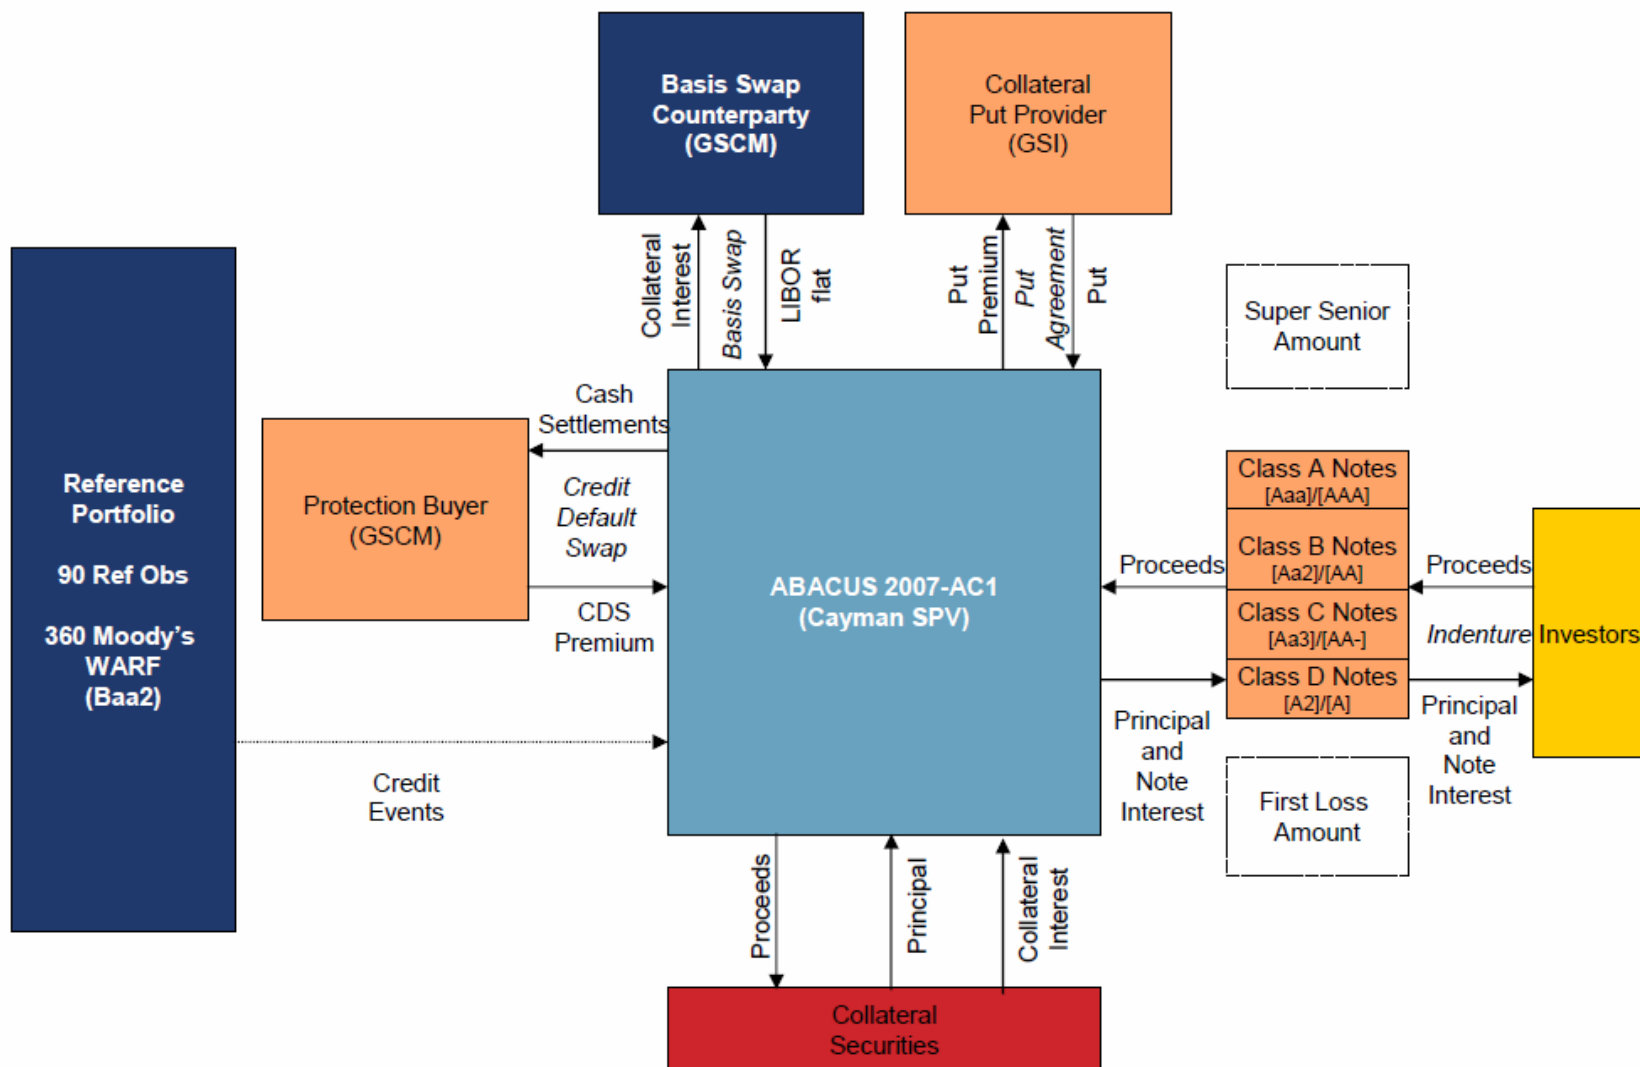 Basis Swap
Counterparty
(GSCM)
Collateral
Put Provider
(GSI)
Collateral
Interest
Basis Swap
LIBOR
flat
Put
Premium
Put
Agreement
Put
Super Senior
Amount
Reference
Portfolio
90 Ref Obs
360 Moody's
WARF
(Baa2)
Protection Buyer
(GSCM)
Cash
Settlements
Credit
Default
Swap
CDS
Premium
Credit
Events
ABACUS 2007-AC1
(Cayman SPV)
Proceeds
Principal
and
Note
Interest
Class A Notes
[Aaa]/[AAA]
Class B Notes
[Aa2]/[AA]
Class C Notes
[Aa3]/[AA-]
Class D Notes
[A2]/[A]
First Loss
Amount
Proceeds
Indenture
Principal
and
Note
Interest
Investors
Proceeds
Principal
Collateral
Interest
Collateral
Securities